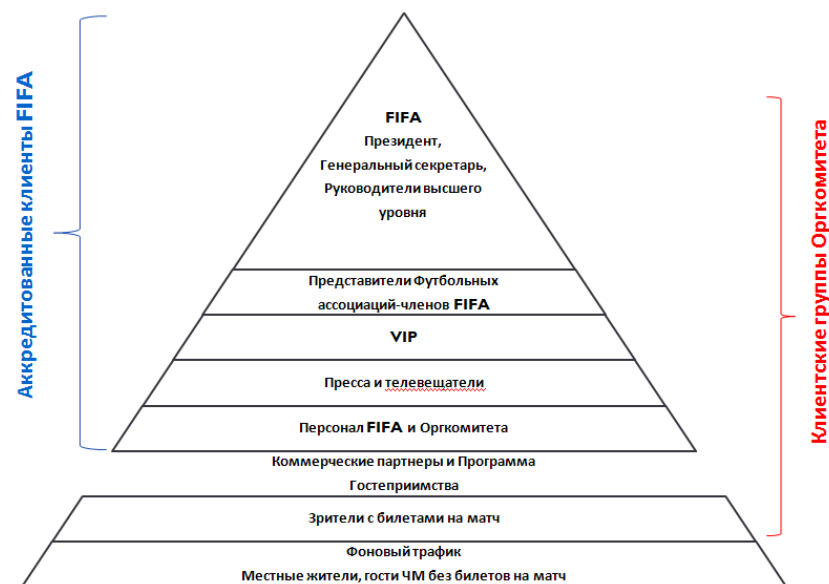 Аккредитованные клиенты FIFA
FIFA
Президент,
Генеральный секретарь,
Руководители высшего
уровня
Представители Футбольных
ассоциаций-членов FIFA
VIP
Пресса и телевещатели
Персонал FIFA и Оргкомитета
Коммерческие партнеры и Программа
Гостеприимства
Зрители с билетами на матч
Фоновый трафик
Местные жители, гости ЧМ без билетов на матч
Клиентские группы Оргкомитета